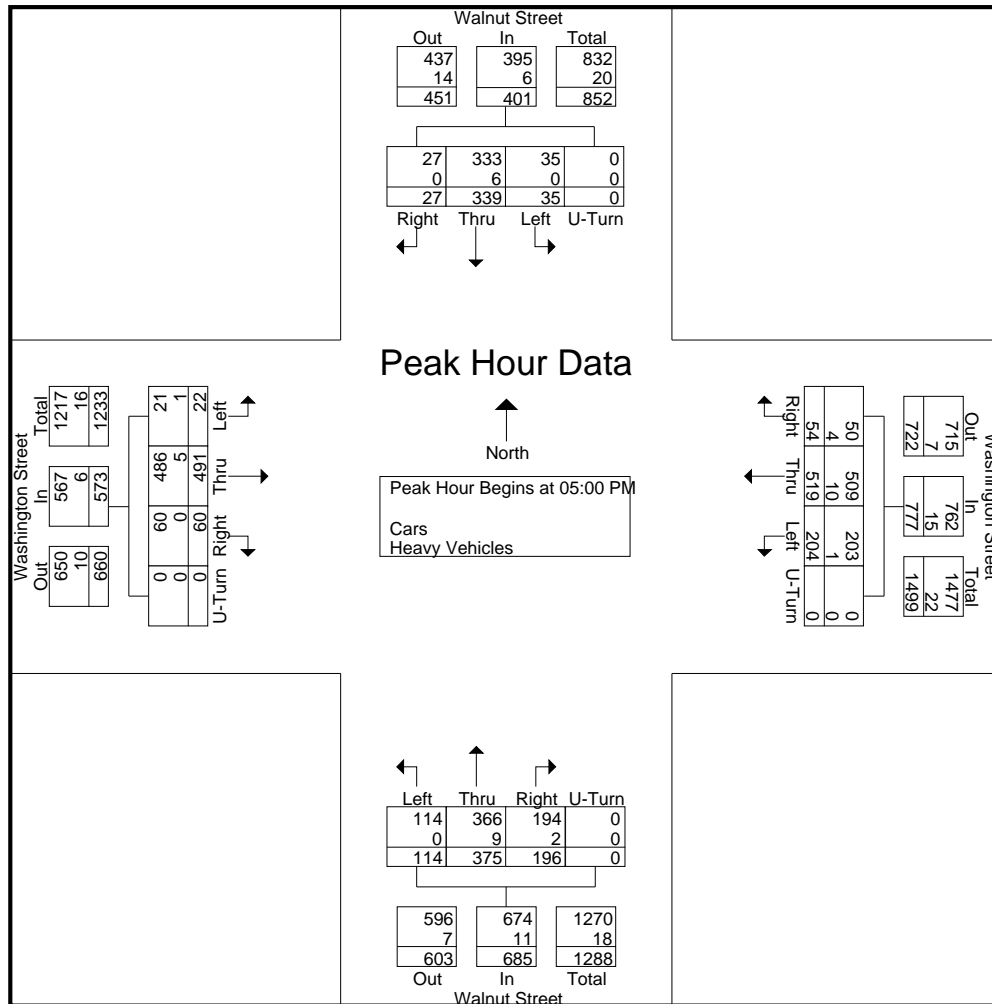 Walnut Street
Out In Total
437 395 832
14 6 20
451 401 852
27 333 35 0
0 6 0 0
27 339 35 0
Right Thru Left U-Turn
Peak Hour Data
North
Peak Hour Begins at 05:00 PM
Cars
Heavy Vehicles
Washington Street
Out In Total
650 567 1217
10 6 16
660 573 1233
21 486 60 0
1 5 0 0
22 491 60 0
Left Thru Right U-Turn
Washington Street
Out In Total
715 762 1477
7 15 22
722 777 1499
50 509 203 0
4 10 1 0
54 519 204 0
Right Thru Left U-Turn
Left Thru Right U-Turn
114 366 194 0
0 9 2 0
114 375 196 0
596 674 1270
7 11 18
603 685 1288
Out In Total
Walnut Street